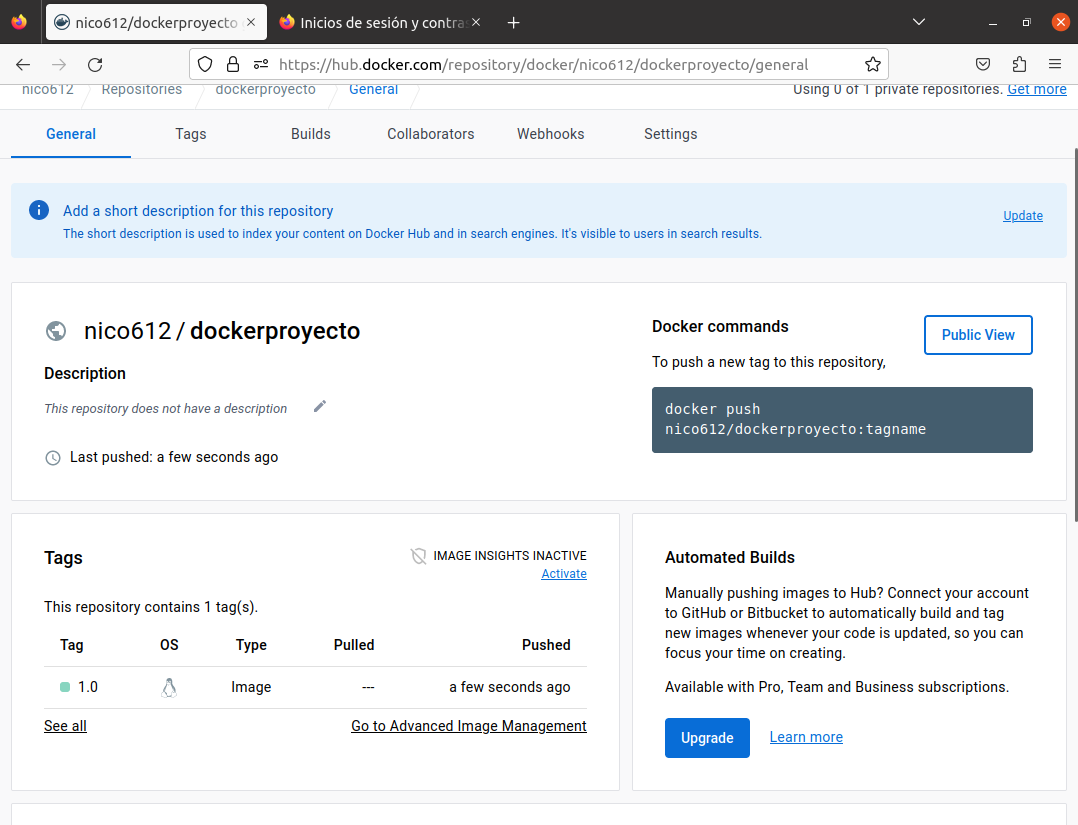 nico612/dockerproyecto
Inicios de sesión y contra
https://hub.docker.com/repository/docker/nico612/dockerproyecto/general
nico612 Repositories dockerproyecto General
Using 0 of 1 private repositories. Get more
General Tags Builds Collaborators Webhooks Settings
Add a short description for this repository
The short description is used to index your content on Docker Hub and in search engines. It's visible to users in search results.
Update
nico612 / dockerproyecto
Description
This repository does not have a description
Last pushed: a few seconds ago
Docker commands
Public View
To push a new tag to this repository,
docker push
nico612/dockerproyecto:tagname
Tags
IMAGE INSIGHTS INACTIVE
Activate
This repository contains 1 tag(s).
Tag OS Type Pulled Pushed
1.0 Image --- a few seconds ago
See all Go to Advanced Image Management
Automated Builds
Manually pushing images to Hub? Connect your account
to GitHub or Bitbucket to automatically build and tag
new images whenever your code is updated, so you can
focus your time on creating.
Available with Pro, Team and Business subscriptions.
Upgrade Learn more